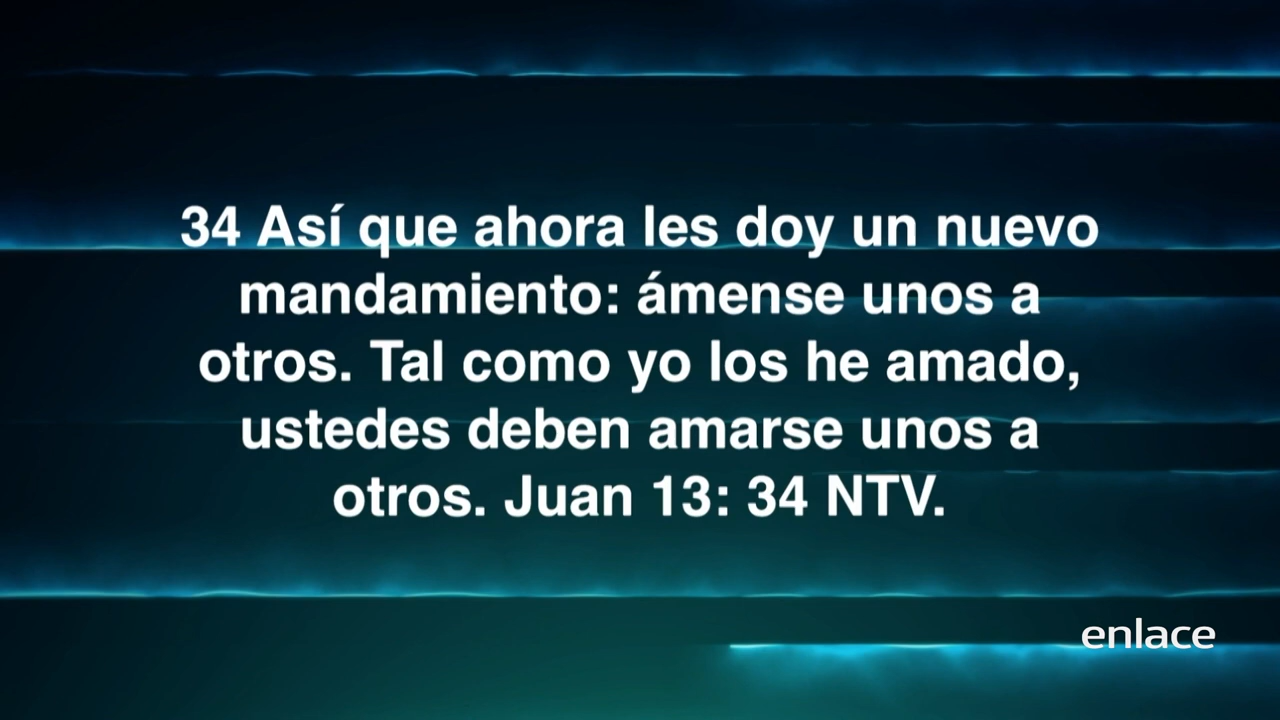 34 Así que ahora les doy un nuevo
mandamiento: ámense unos a
otros. Tal como yo los he amado,
ustedes deben amarse unos a
otros. Juan 13: 34 NTV.
enlace